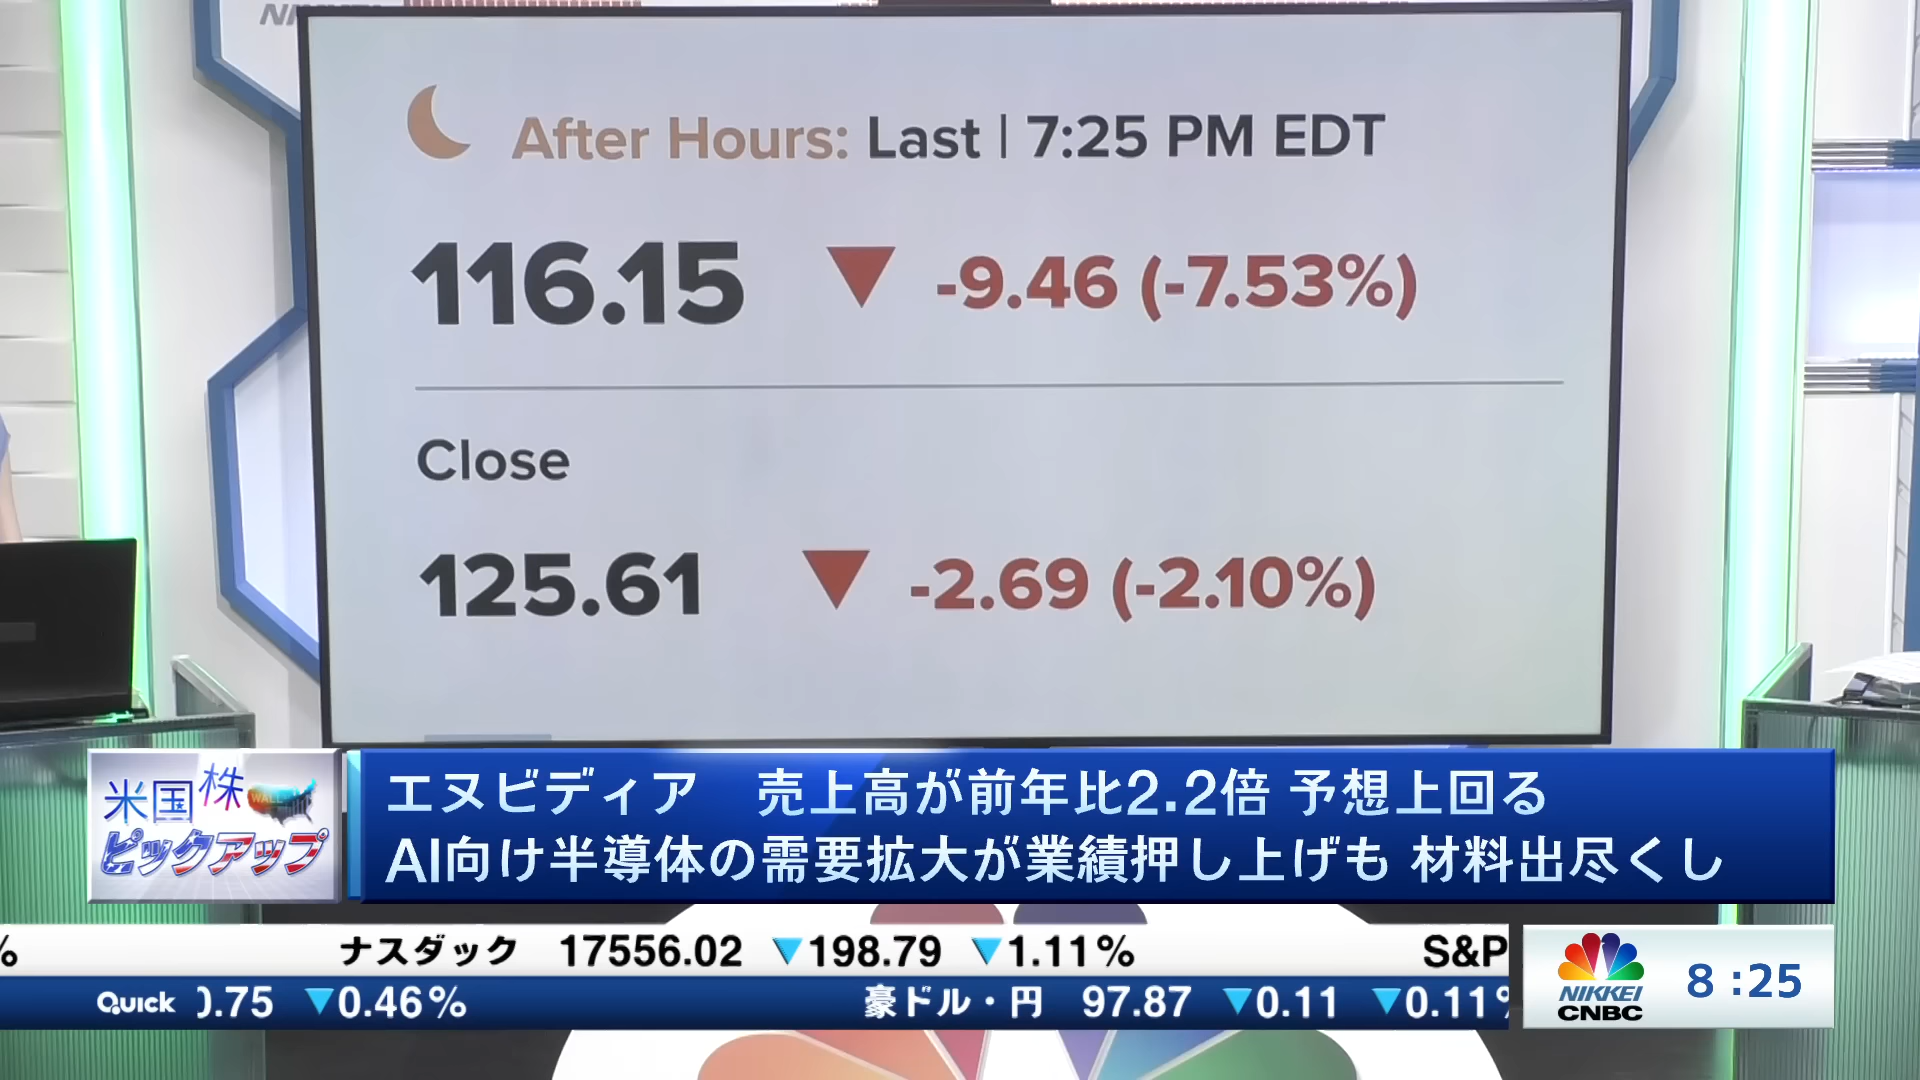 After Hours: Last | 7:25 PM EDT
116.15 ▼ -9.46 (-7.53%)
Close
125.61 ▼ -2.69 (-2.10%)
米国株
WALL
ピックアップ
エヌビディア 売上高が前年比2.2倍 予想上回る
AI向け半導体の需要拡大が業績押し上げも 材料出尽くし
% ナスダック 17556.02 ▼198.79 ▼1.11% S&P
QUICK 0.75 ▼0.46% 豪ドル・円 97.87 ▼0.11 ▼0.11%
NIKKEI
CNBC
8:25